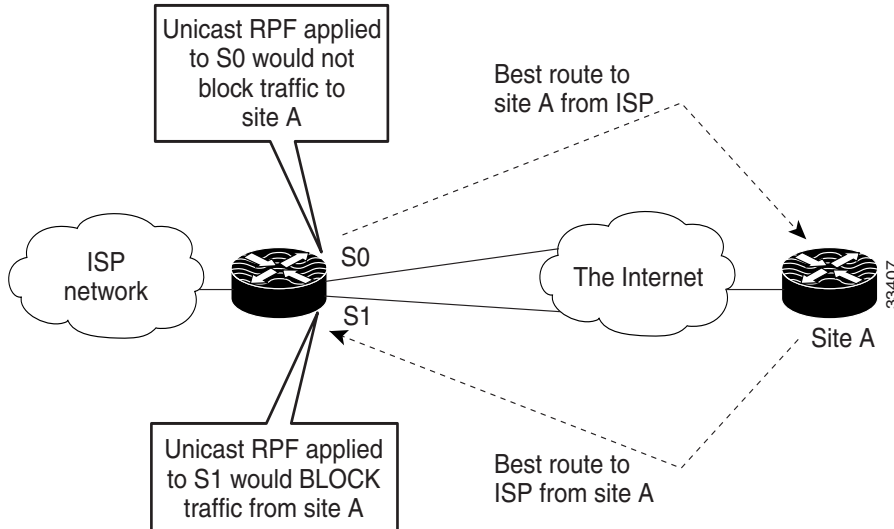 Unicast RPF applied
to S0 would not
block traffic to
site A
Best route to
site A from ISP
ISP
network
S0
S1
The Internet
33407
Site A
Unicast RPF applied
to S1 would BLOCK
traffic from site A
Best route to
ISP from site A